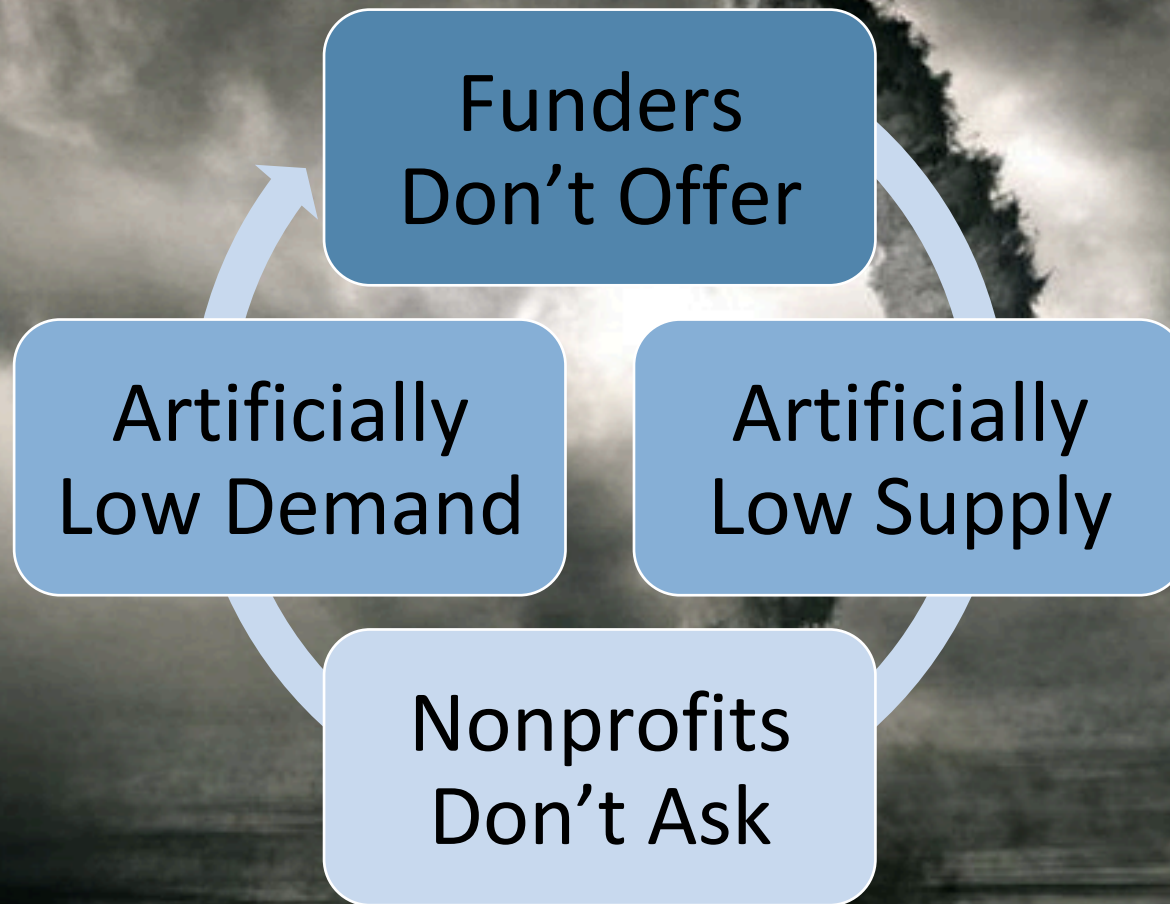 Funders
Don’t Offer
Artificially
Low Supply
Nonprofits
Don’t Ask
Artificially
Low Demand